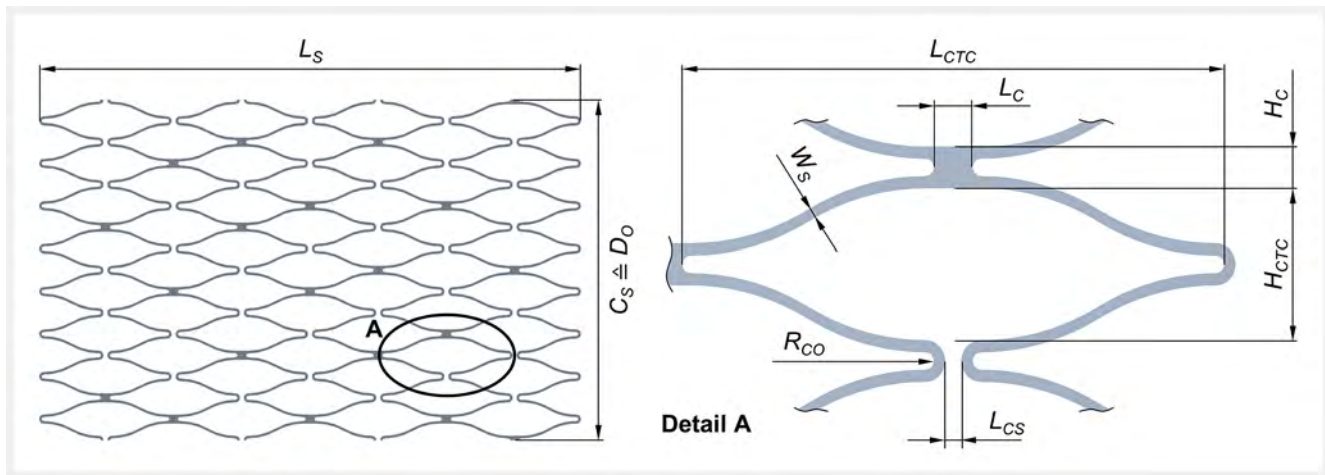 L_S
C_S ≙ D_O
A
L_CTC
L_C
H_C
W_S
H_CTC
R_CO
L_CS
Detail A